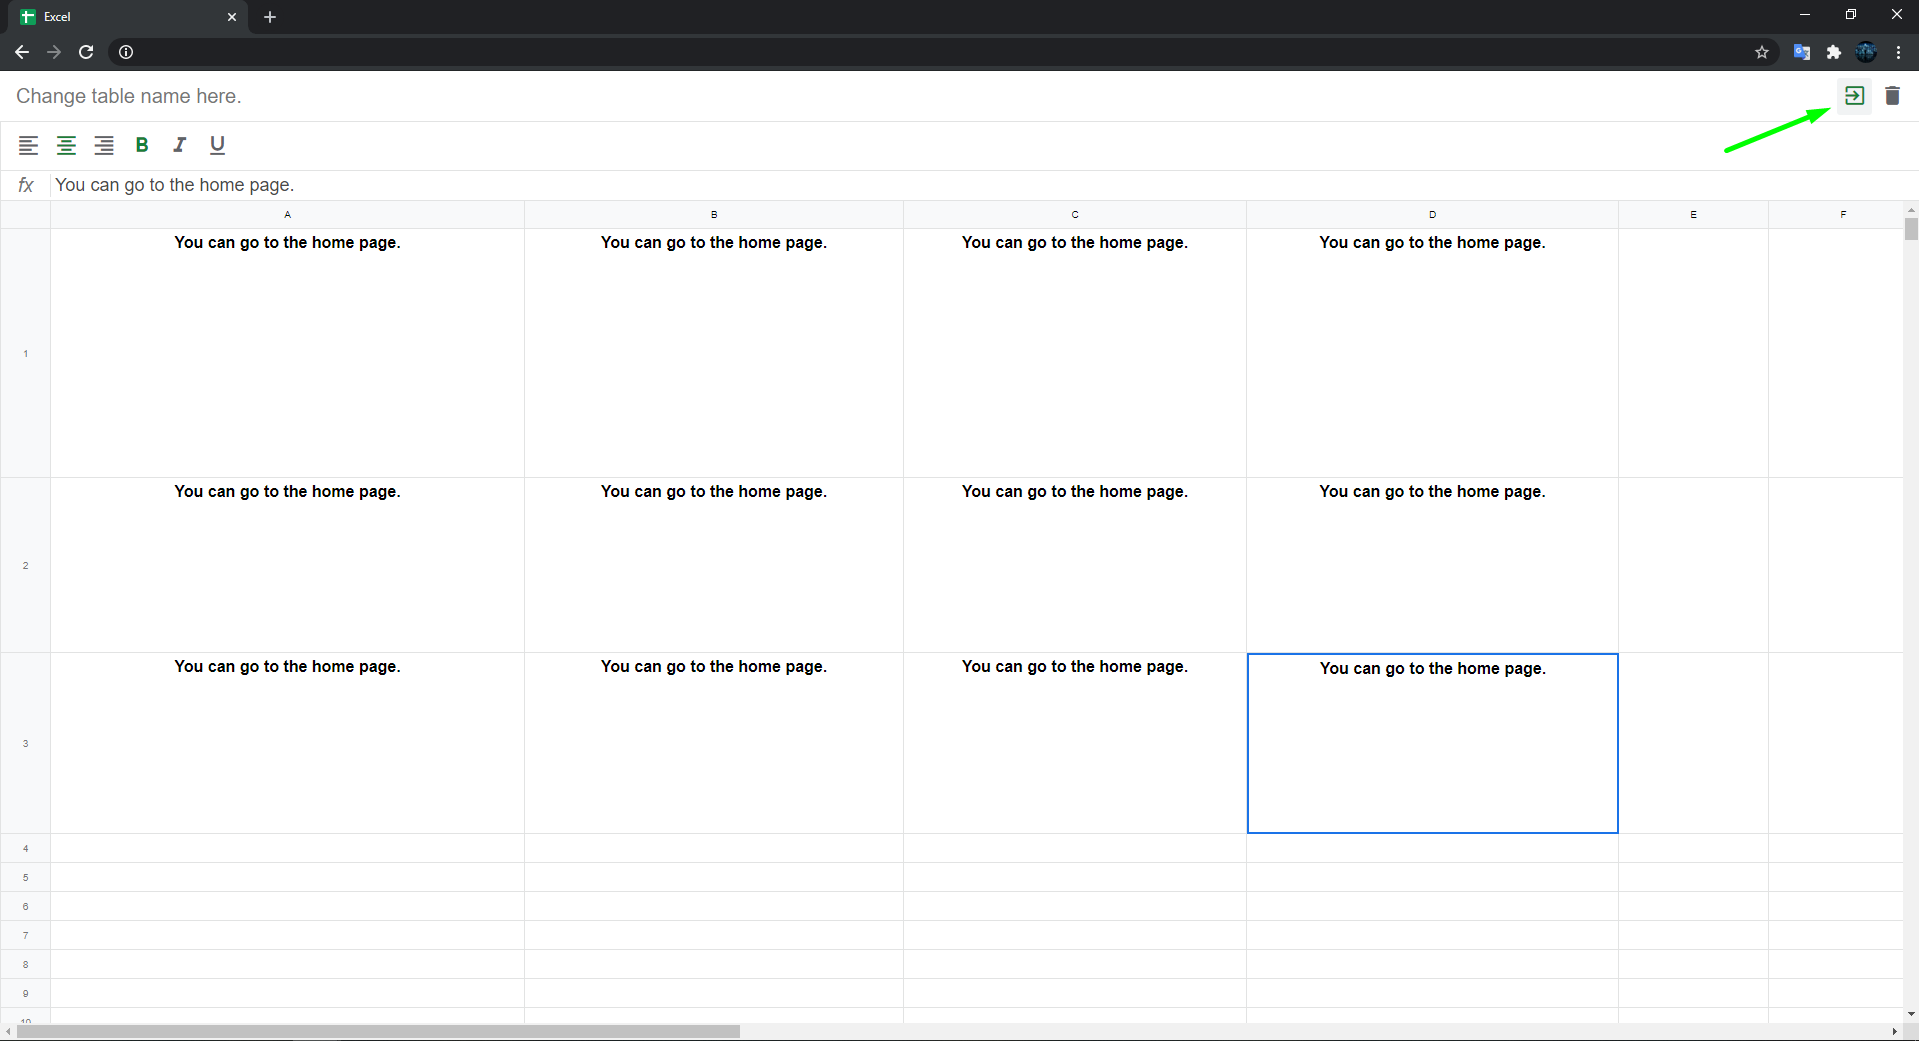 Excel
Change table name here.
B I U
fx You can go to the home page.
A B C D E F
1 You can go to the home page. You can go to the home page. You can go to the home page. You can go to the home page.
2 You can go to the home page. You can go to the home page. You can go to the home page. You can go to the home page.
3 You can go to the home page. You can go to the home page. You can go to the home page. You can go to the home page.
4
5
6
7
8
9
10